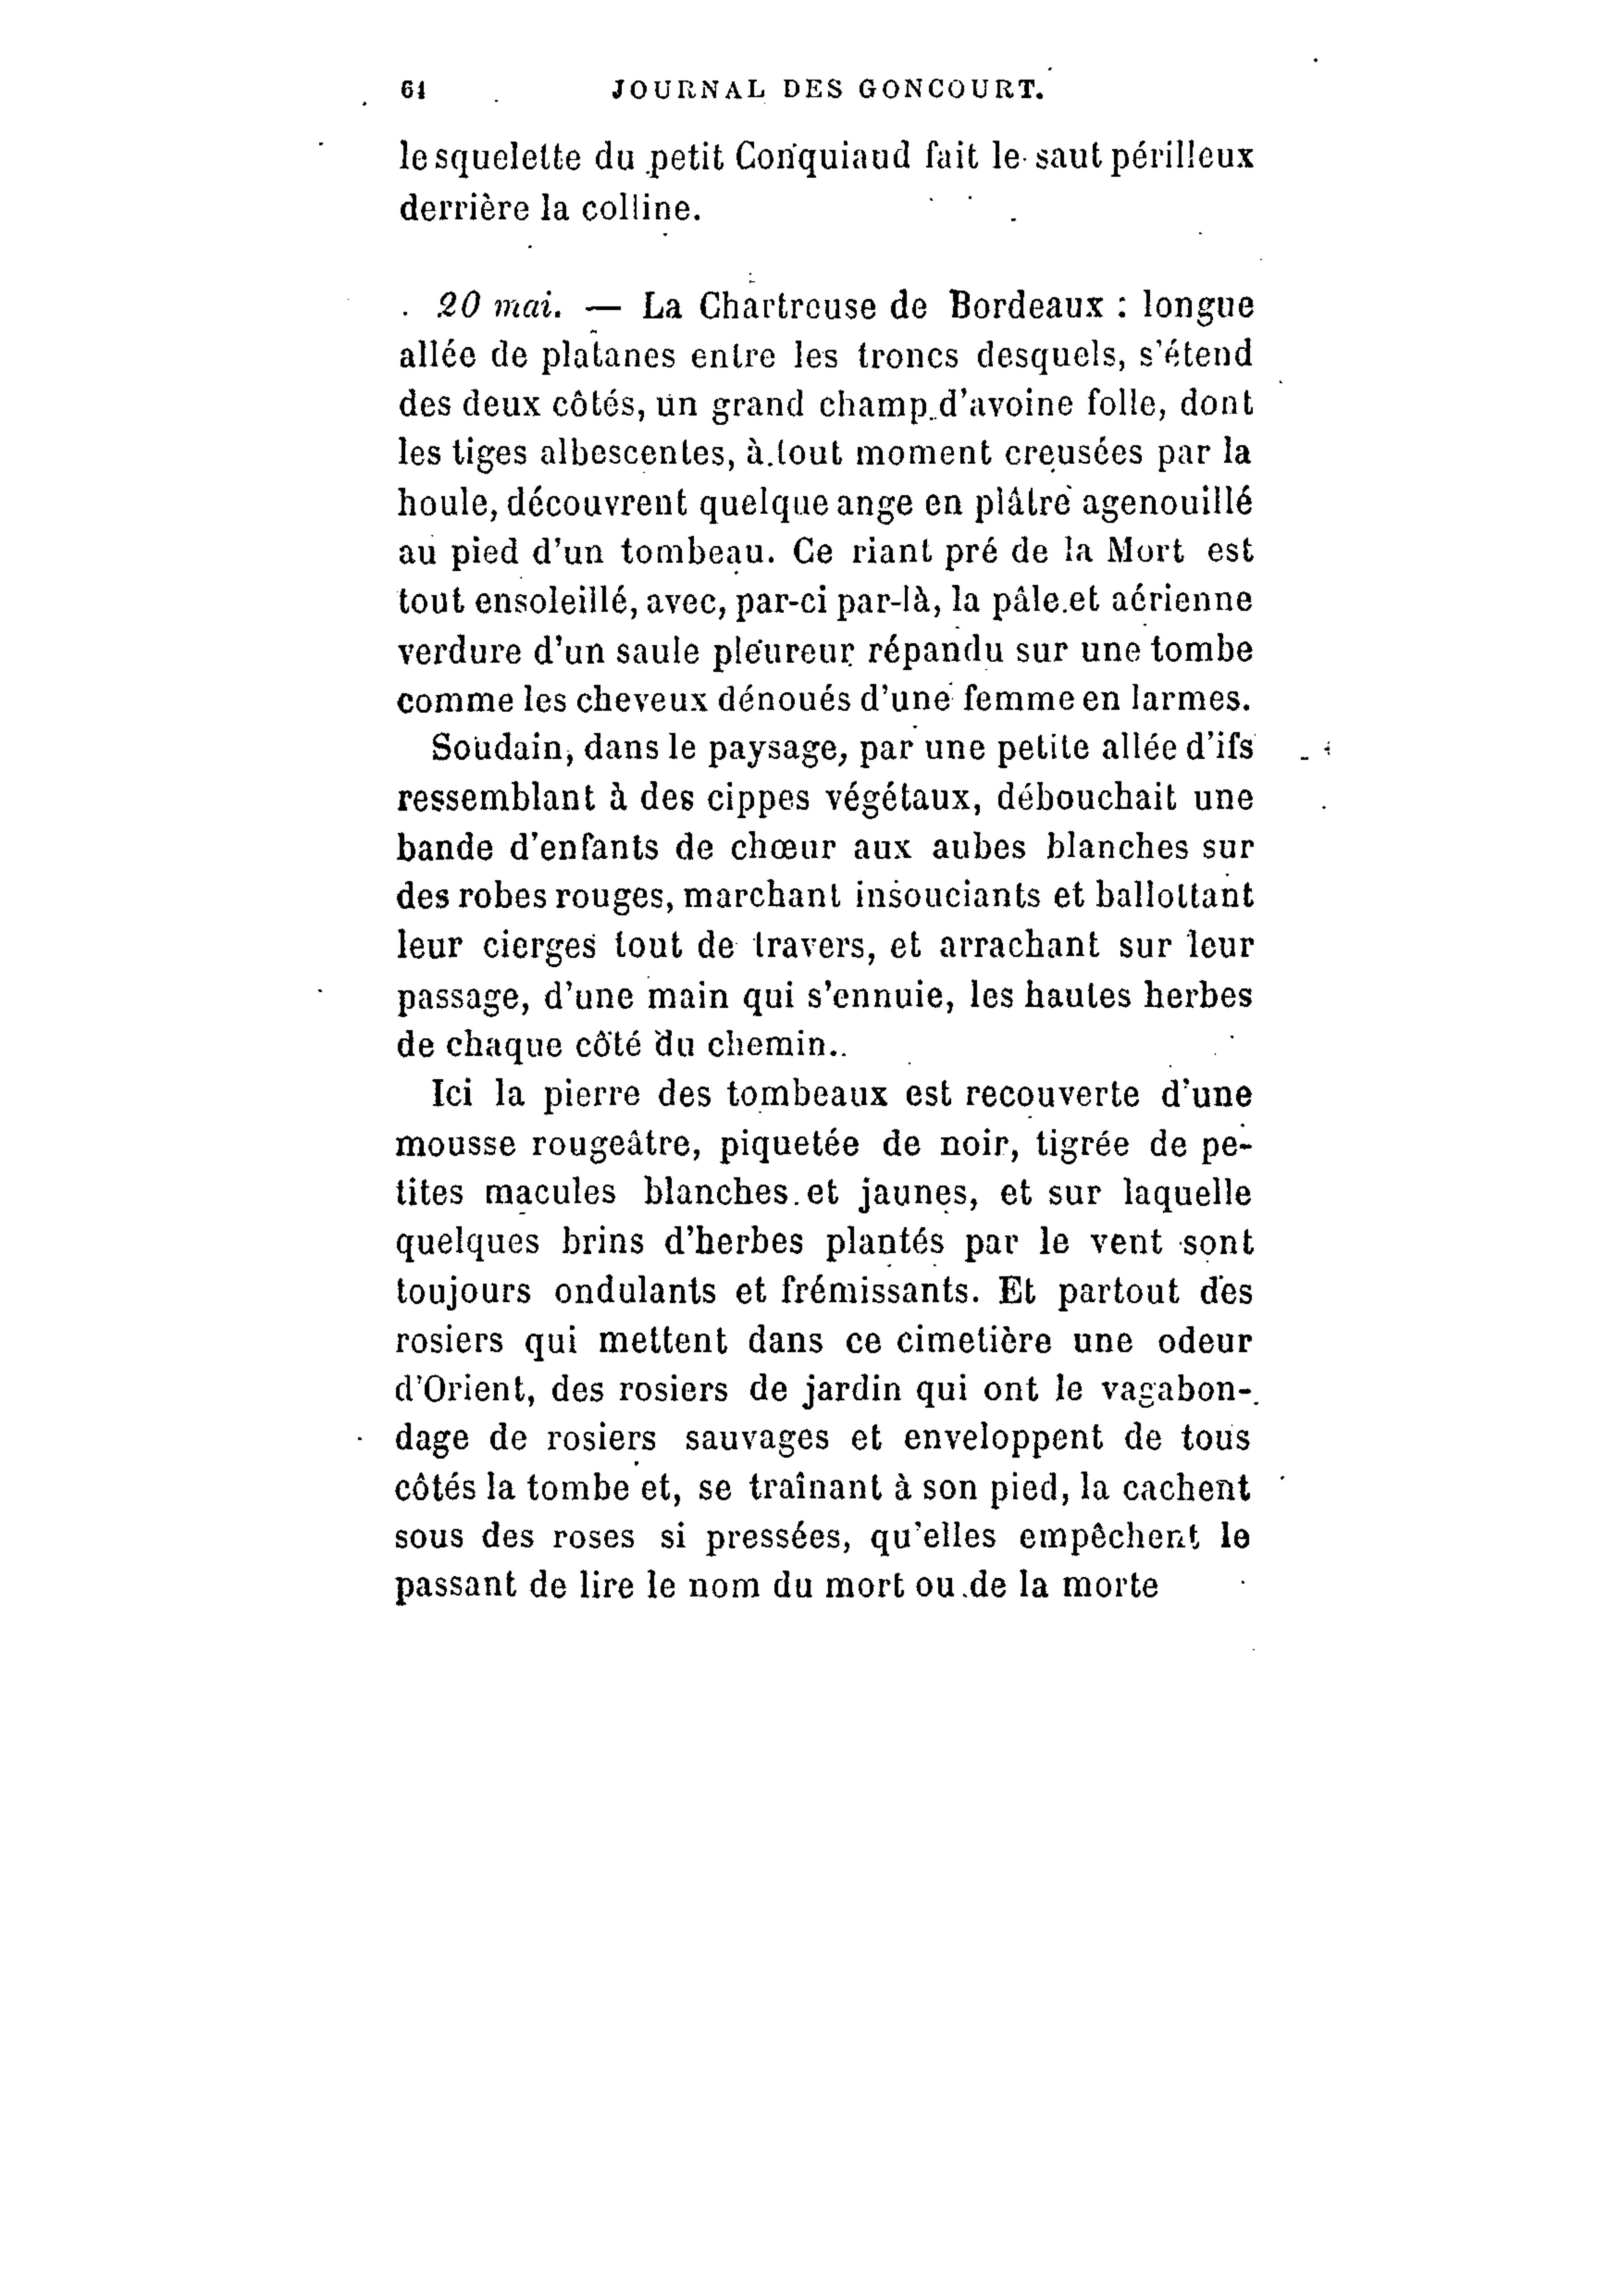 64 JOURNAL DES GONCOURT.
le squelette du petit Conquiaud fait le saut périlleux
derrière la colline.
20 mai. — La Chartreuse de Bordeaux : longue
allée de platanes entre les troncs desquels, s'étend
des deux côtés, un grand champ d'avoine folle, dont
les tiges albescentes, à tout moment creusées par la
houle, découvrent quelque ange en plâtre agenouillé
au pied d'un tombeau. Ce riant pré de la Mort est
tout ensoleillé, avec, par-ci par-là, la pâle et aérienne
verdure d'un saule pleureur répandu sur une tombe
comme les cheveux dénoués d'une femme en larmes.
Soudain, dans le paysage, par une petite allée d'ifs
ressemblant à des cippes végétaux, débouchait une
bande d'enfants de chœur aux aubes blanches sur
des robes rouges, marchant insouciants et ballottant
leur cierges tout de travers, et arrachant sur leur
passage, d'une main qui s'ennuie, les hautes herbes
de chaque côté du chemin..
Ici la pierre des tombeaux est recouverte d'une
mousse rougeâtre, piquetée de noir, tigrée de pe-
tites macules blanches et jaunes, et sur laquelle
quelques brins d'herbes plantés par le vent sont
toujours ondulants et frémissants. Et partout des
rosiers qui mettent dans ce cimetière une odeur
d'Orient, des rosiers de jardin qui ont le vagabon-
dage de rosiers sauvages et enveloppent de tous
côtés la tombe et, se traînant à son pied, la cachent
sous des roses si pressées, qu'elles empêchent le
passant de lire le nom du mort ou de la morte